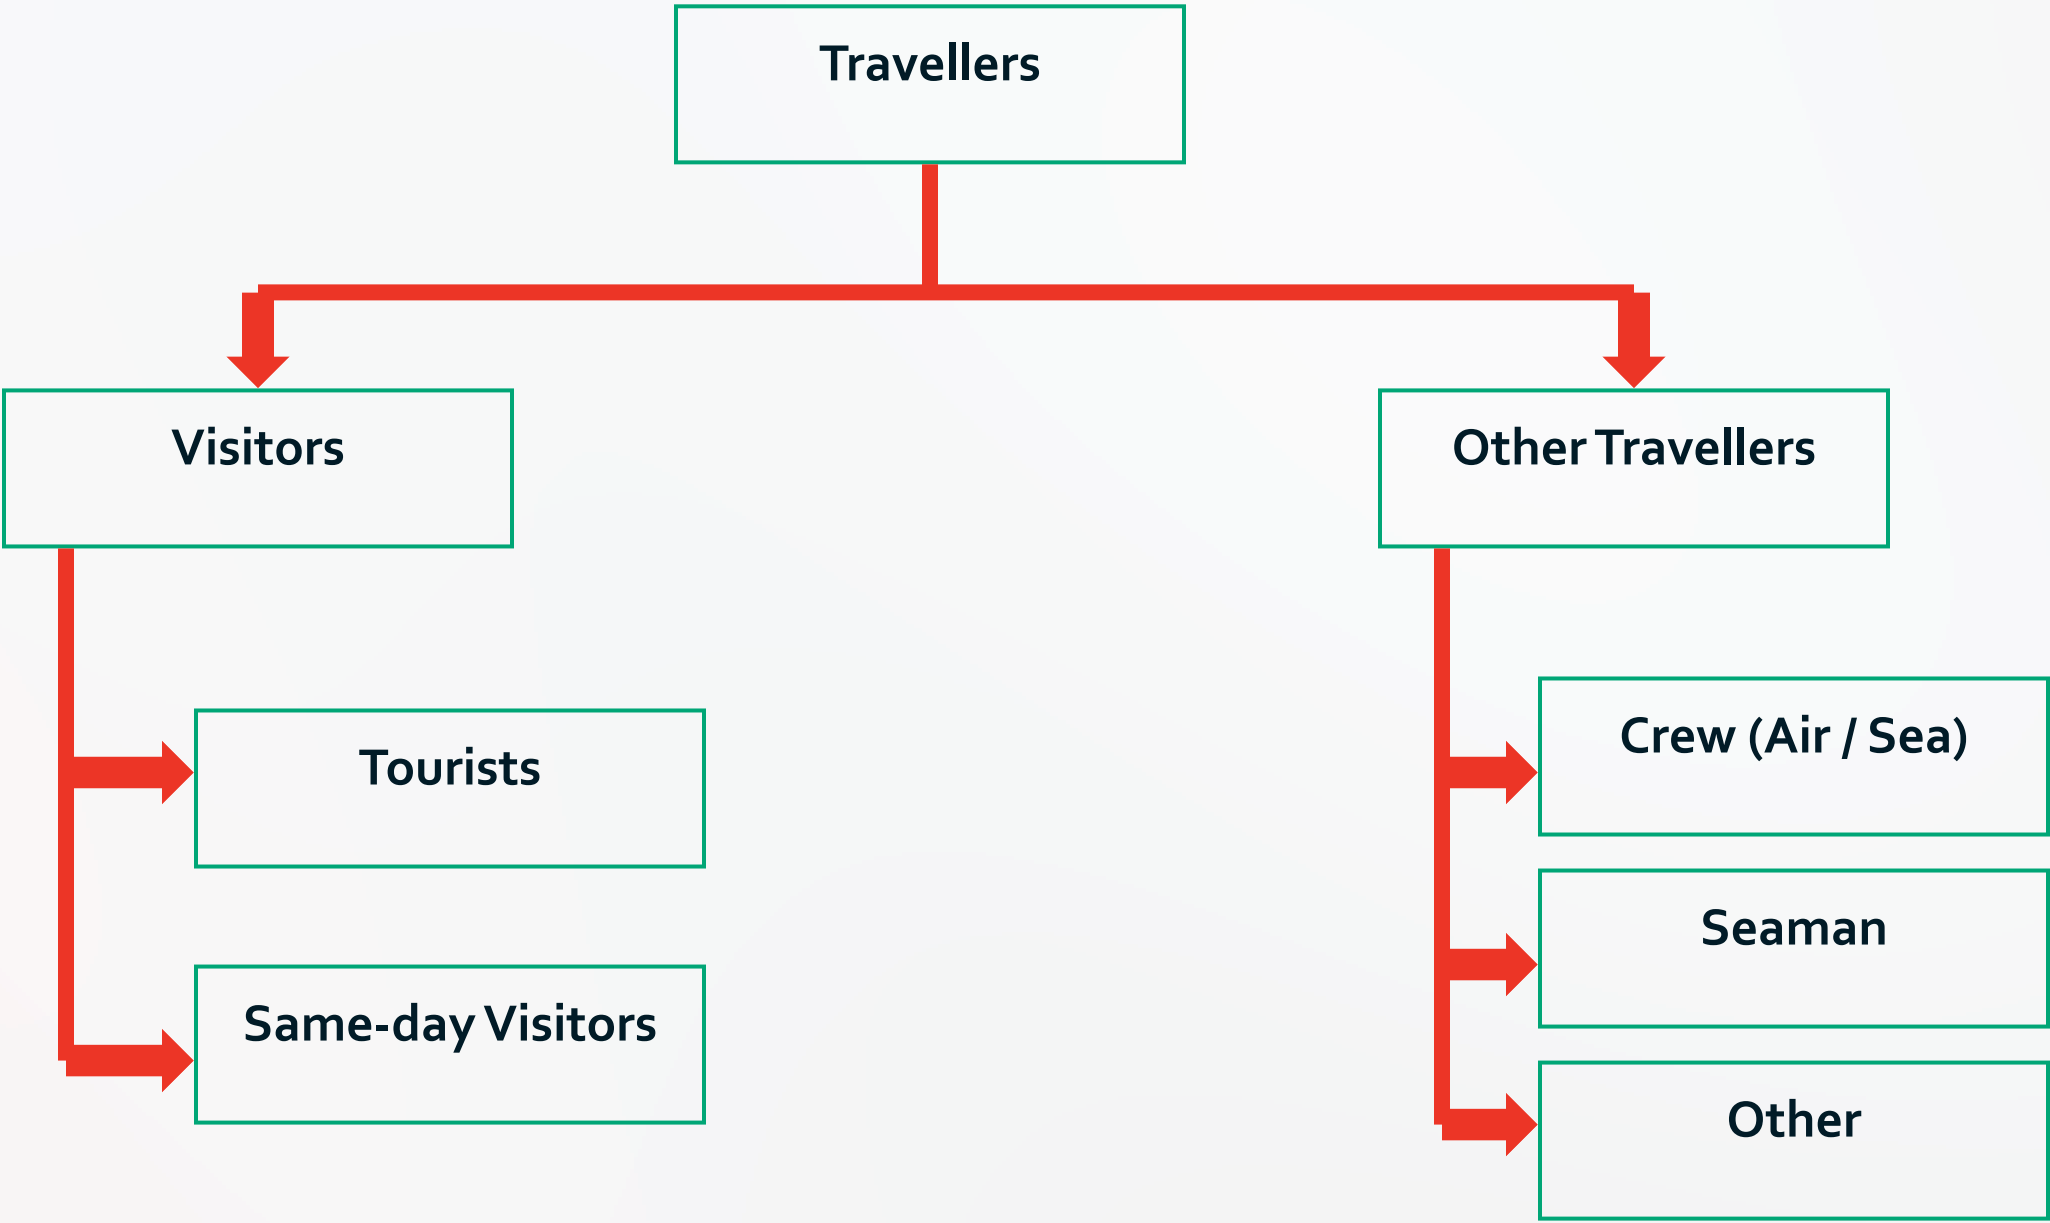 Travellers
Visitors
Other Travellers
Tourists
Same-day Visitors
Crew (Air / Sea)
Seaman
Other